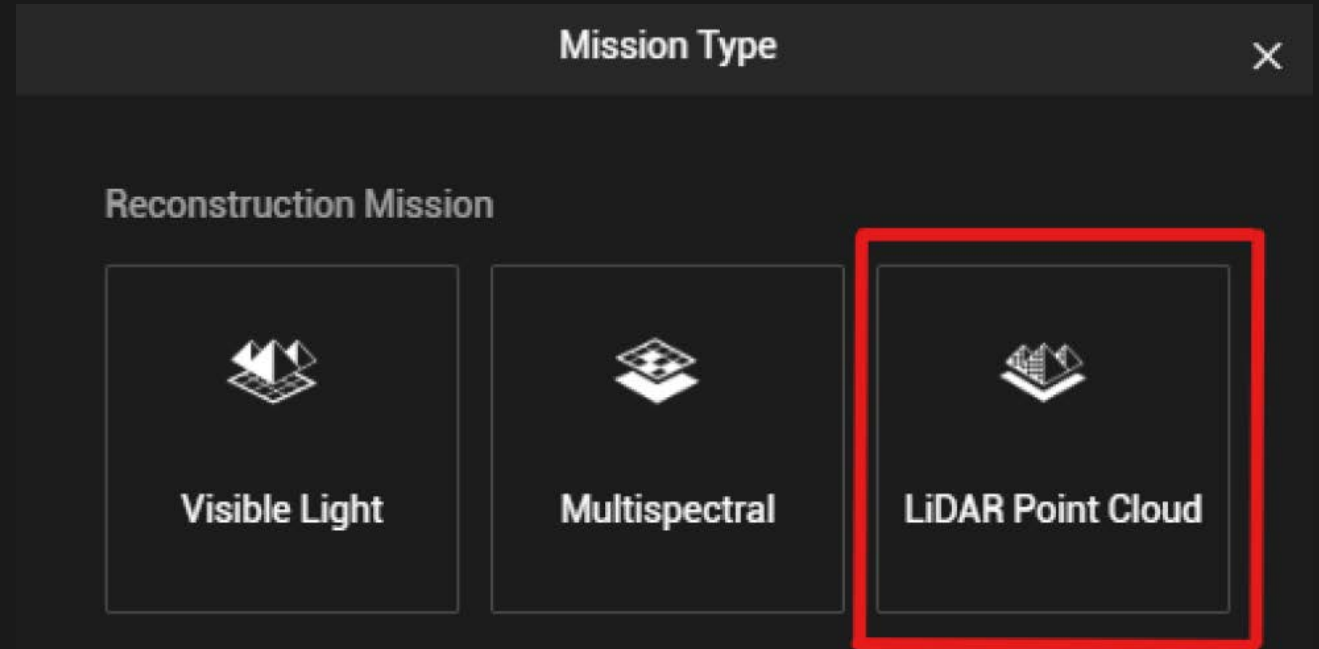 Mission Type
Reconstruction Mission
Visible Light
Multispectral
LiDAR Point Cloud